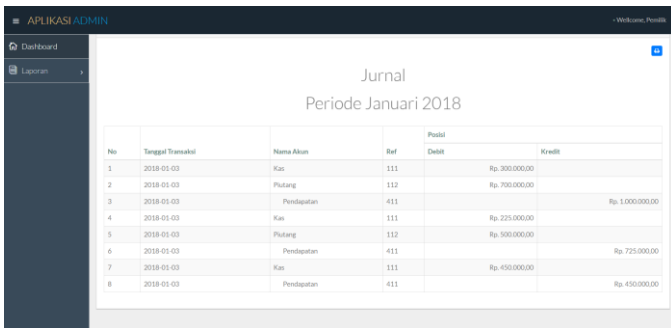 APLIKASI ADMIN
Welcome, Pemilik
Dashboard
Laporan
Jurnal
Periode Januari 2018
Posisi
No Tanggal Transaksi Nama Akun Ref Debit Kredit
1 2018-01-03 Kas 111 Rp. 300.000,00
2 2018-01-03 Piutang 112 Rp. 700.000,00
3 2018-01-03 Pendapatan 411 Rp. 1.000.000,00
4 2018-01-03 Kas 111 Rp. 225.000,00
5 2018-01-03 Piutang 112 Rp. 500.000,00
6 2018-01-03 Pendapatan 411 Rp. 725.000,00
7 2018-01-03 Kas 111 Rp. 450.000,00
8 2018-01-03 Pendapatan 411 Rp. 450.000,00